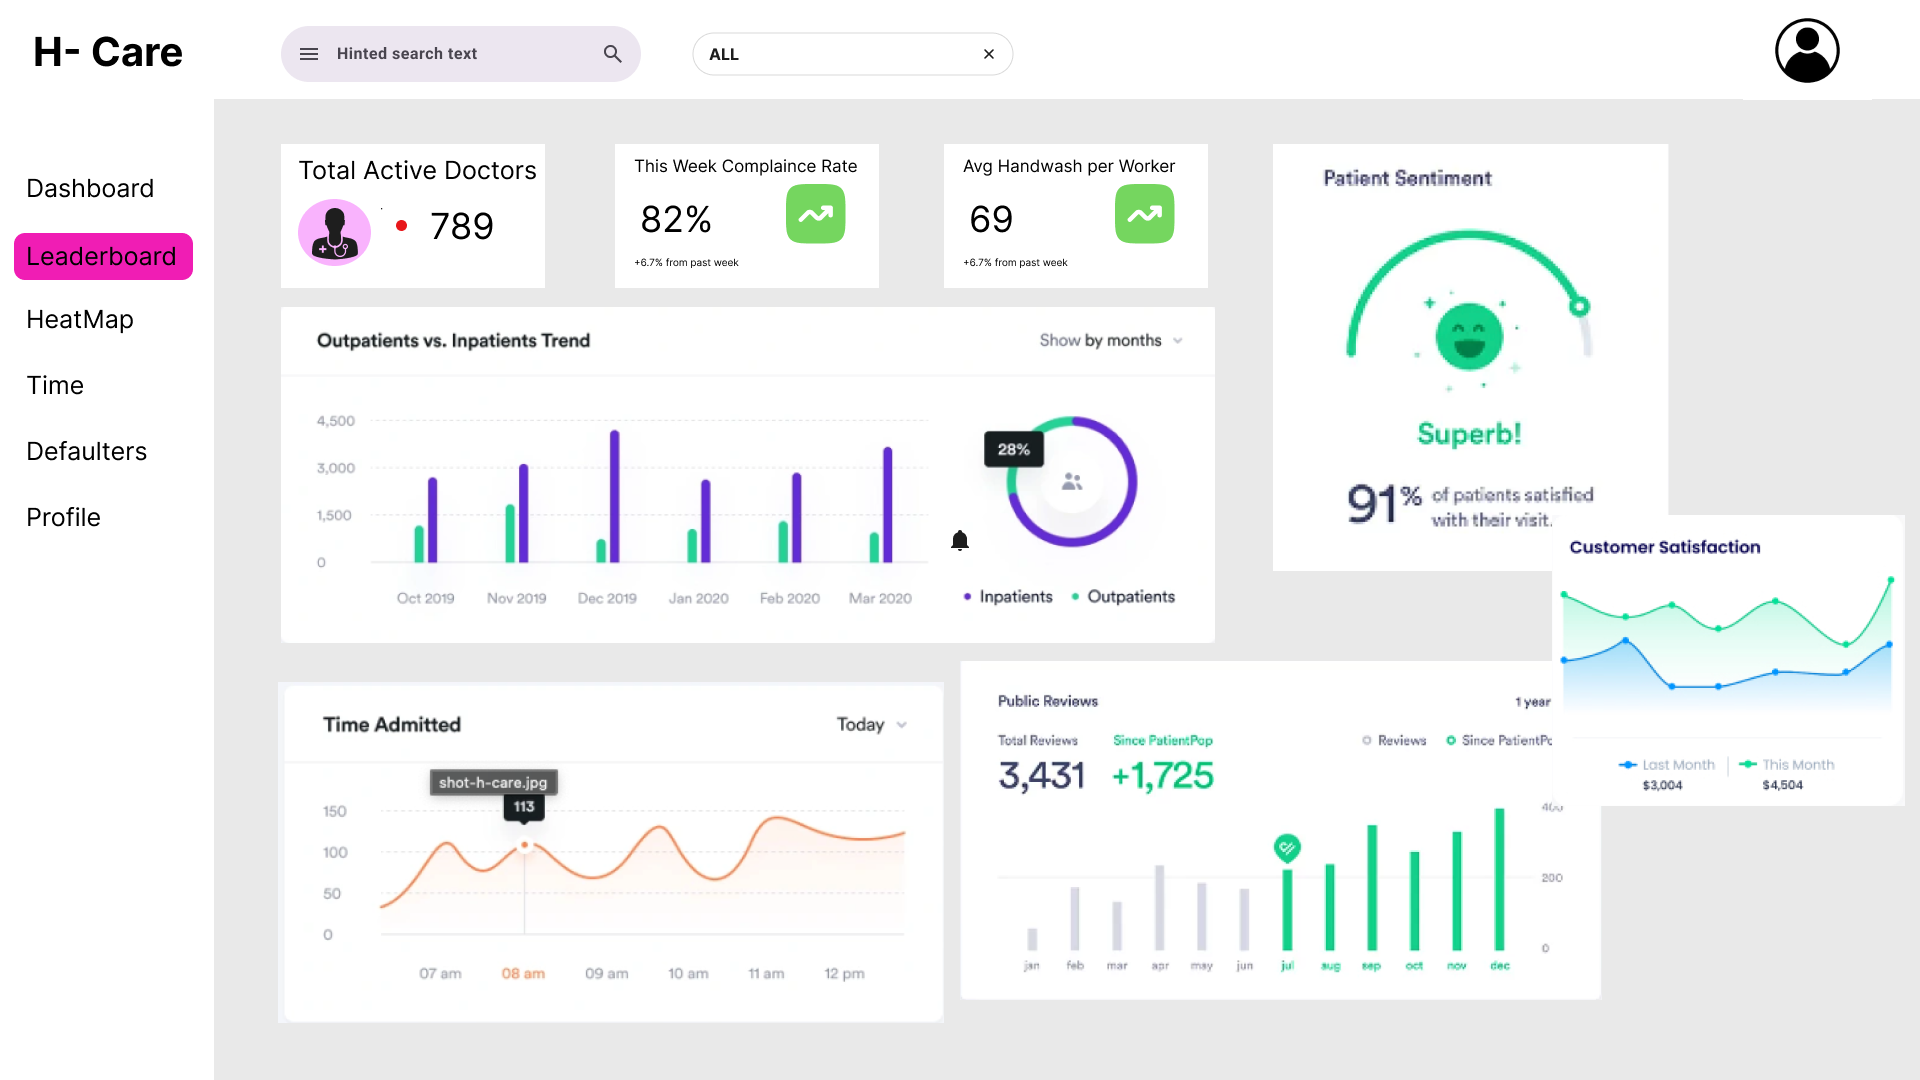 H- Care
Hinted search text
ALL
Dashboard
Leaderboard
HeatMap
Time
Defaulters
Profile
Total Active Doctors
789
This Week Complaince Rate
82%
+6.7% from past week
Avg Handwash per Worker
69
+6.7% from past week
Patient Sentiment
Superb!
91% of patients satisfied
with their visit.
Outpatients vs. Inpatients Trend
Show by months
4,500
3,000
1,500
0
Oct 2019 Nov 2019 Dec 2019 Jan 2020 Feb 2020 Mar 2020
28%
Inpatients Outpatients
Customer Satisfaction
Last Month This Month
$3,004 $4,504
Time Admitted
Today
shot-h-care.jpg
113
150
100
50
0
07 am 08 am 09 am 10 am 11 am 12 pm
Public Reviews
1 year
Total Reviews Since PatientPop
3,431 +1,725
Reviews Since PatientPo
400
200
0
jan feb mar apr may jun jul aug sep oct nov dec